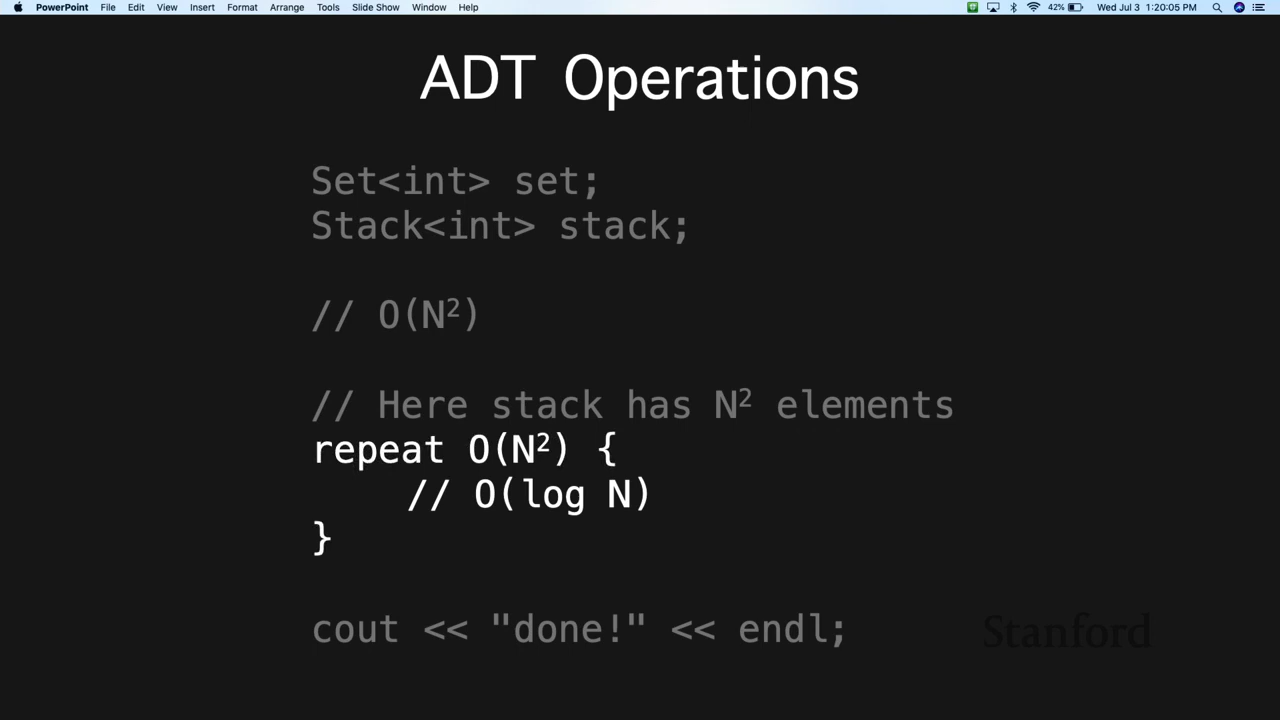 PowerPoint File Edit View Insert Format Arrange Tools Slide Show Window Help 42% Wed Jul 3 1:20:05 PM
ADT Operations
Set<int> set;
Stack<int> stack;
// O(N²)
// Here stack has N² elements
repeat O(N²) {
// O(log N)
}
cout << "done!" << endl;
Stanford